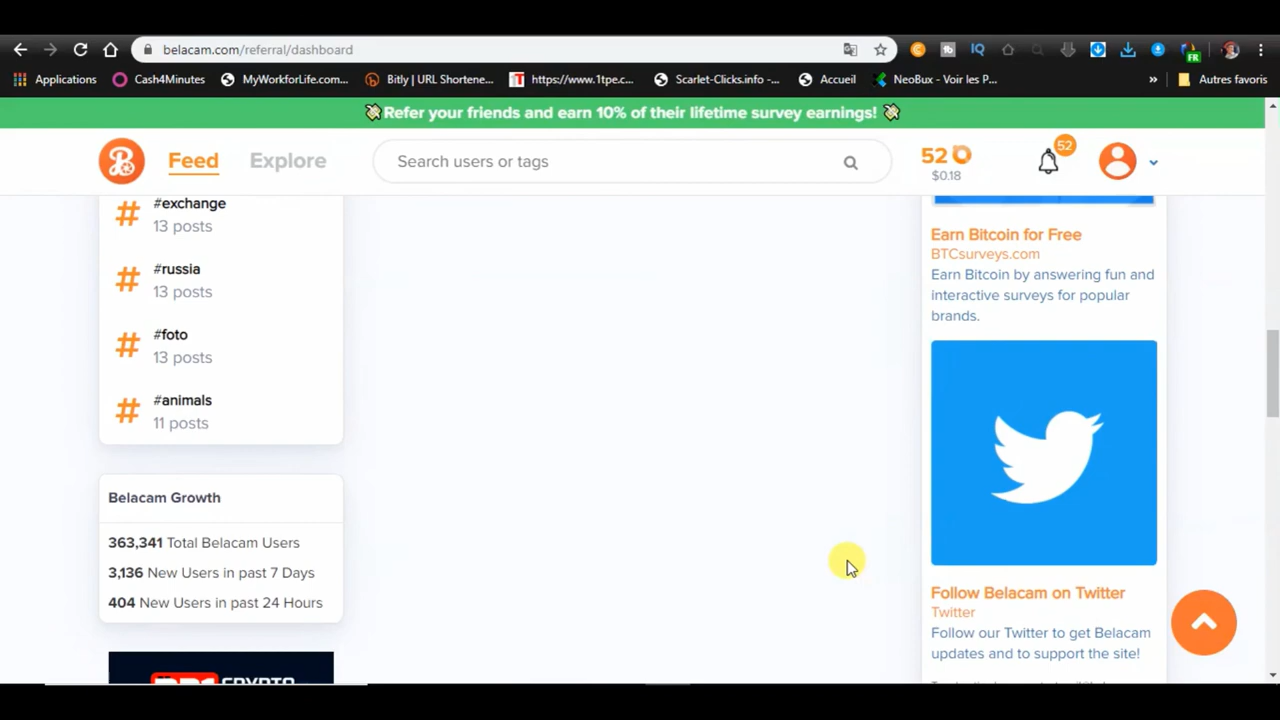 belacam.com/referral/dashboard
IQ
FR
Applications
Cash4Minutes
MyWorkforLife.com...
Bitly | URL Shortene...
https://www.1tpe.c...
Scarlet-Clicks.info -...
Accueil
NeoBux - Voir les P...
»
Autres favoris
Refer your friends and earn 10% of their lifetime survey earnings!
Feed
Explore
Search users or tags
52
$0.18
52
#exchange
13 posts
#russia
13 posts
#foto
13 posts
#animals
11 posts
Belacam Growth
363,341 Total Belacam Users
3,136 New Users in past 7 Days
404 New Users in past 24 Hours
Earn Bitcoin for Free
BTCsurveys.com
Earn Bitcoin by answering fun and
interactive surveys for popular
brands.
Follow Belacam on Twitter
Twitter
Follow our Twitter to get Belacam
updates and to support the site!